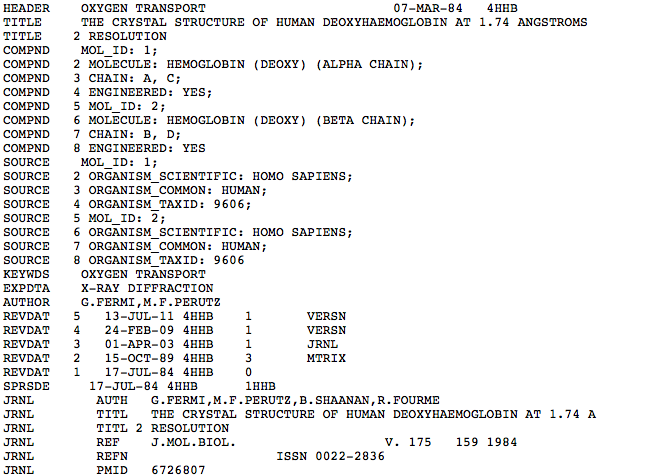 HEADER    OXYGEN TRANSPORT                        07-MAR-84   4HHB
TITLE     THE CRYSTAL STRUCTURE OF HUMAN DEOXYHAEMOGLOBIN AT 1.74 ANGSTROMS
TITLE    2 RESOLUTION
COMPND    MOL_ID: 1;
COMPND   2 MOLECULE: HEMOGLOBIN (DEOXY) (ALPHA CHAIN);
COMPND   3 CHAIN: A, C;
COMPND   4 ENGINEERED: YES;
COMPND   5 MOL_ID: 2;
COMPND   6 MOLECULE: HEMOGLOBIN (DEOXY) (BETA CHAIN);
COMPND   7 CHAIN: B, D;
COMPND   8 ENGINEERED: YES
SOURCE    MOL_ID: 1;
SOURCE   2 ORGANISM_SCIENTIFIC: HOMO SAPIENS;
SOURCE   3 ORGANISM_COMMON: HUMAN;
SOURCE   4 ORGANISM_TAXID: 9606;
SOURCE   5 MOL_ID: 2;
SOURCE   6 ORGANISM_SCIENTIFIC: HOMO SAPIENS;
SOURCE   7 ORGANISM_COMMON: HUMAN;
SOURCE   8 ORGANISM_TAXID: 9606
KEYWDS    OXYGEN TRANSPORT
EXPDTA    X-RAY DIFFRACTION
AUTHOR    G.FERMI,M.F.PERUTZ
REVDAT   5   13-JUL-11 4HHB    1       VERSN
REVDAT   4   24-FEB-09 4HHB    1       VERSN
REVDAT   3   01-APR-03 4HHB    1       JRNL
REVDAT   2   15-OCT-89 4HHB    3       MTRIX
REVDAT   1   17-JUL-84 4HHB    0
SPRSDE     17-JUL-84 4HHB      1HHB
JRNL        AUTH   G.FERMI,M.F.PERUTZ,B.SHAANAN,R.FOURME
JRNL        TITL   THE CRYSTAL STRUCTURE OF HUMAN DEOXYHAEMOGLOBIN AT 1.74 A
JRNL        TITL 2 RESOLUTION
JRNL        REF    J.MOL.BIOL.                   V. 175   159 1984
JRNL        REFN                   ISSN 0022-2836
JRNL        PMID   6726807